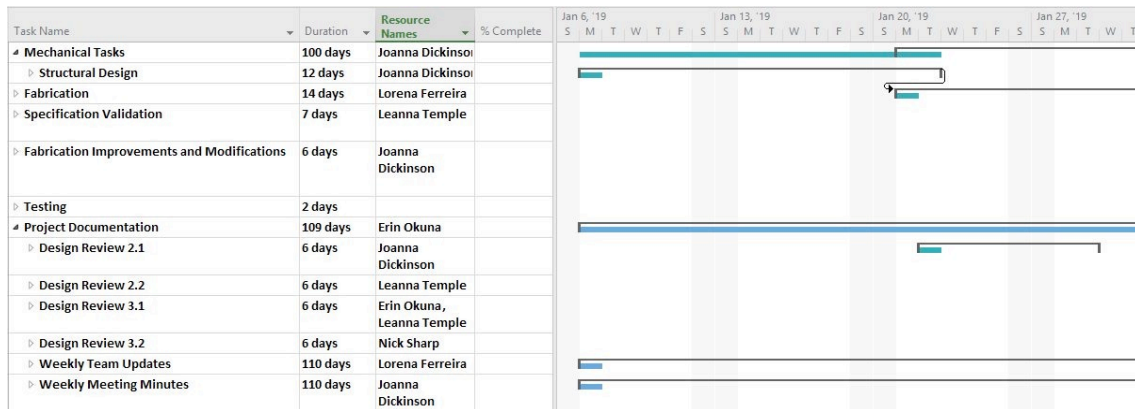 Task Name Duration Resource Names % Complete
Jan 6, '19 Jan 13, '19 Jan 20, '19 Jan 27, '19
S M T W T F S S M T W T F S S M T W T F S S M T W T
Mechanical Tasks 100 days Joanna Dickinson
Structural Design 12 days Joanna Dickinson
Fabrication 14 days Lorena Ferreira
Specification Validation 7 days Leanna Temple
Fabrication Improvements and Modifications 6 days Joanna
Dickinson
Testing 2 days
Project Documentation 109 days Erin Okuna
Design Review 2.1 6 days Joanna
Dickinson
Design Review 2.2 6 days Leanna Temple
Design Review 3.1 6 days Erin Okuna,
Leanna Temple
Design Review 3.2 6 days Nick Sharp
Weekly Team Updates 110 days Lorena Ferreira
Weekly Meeting Minutes 110 days Joanna
Dickinson